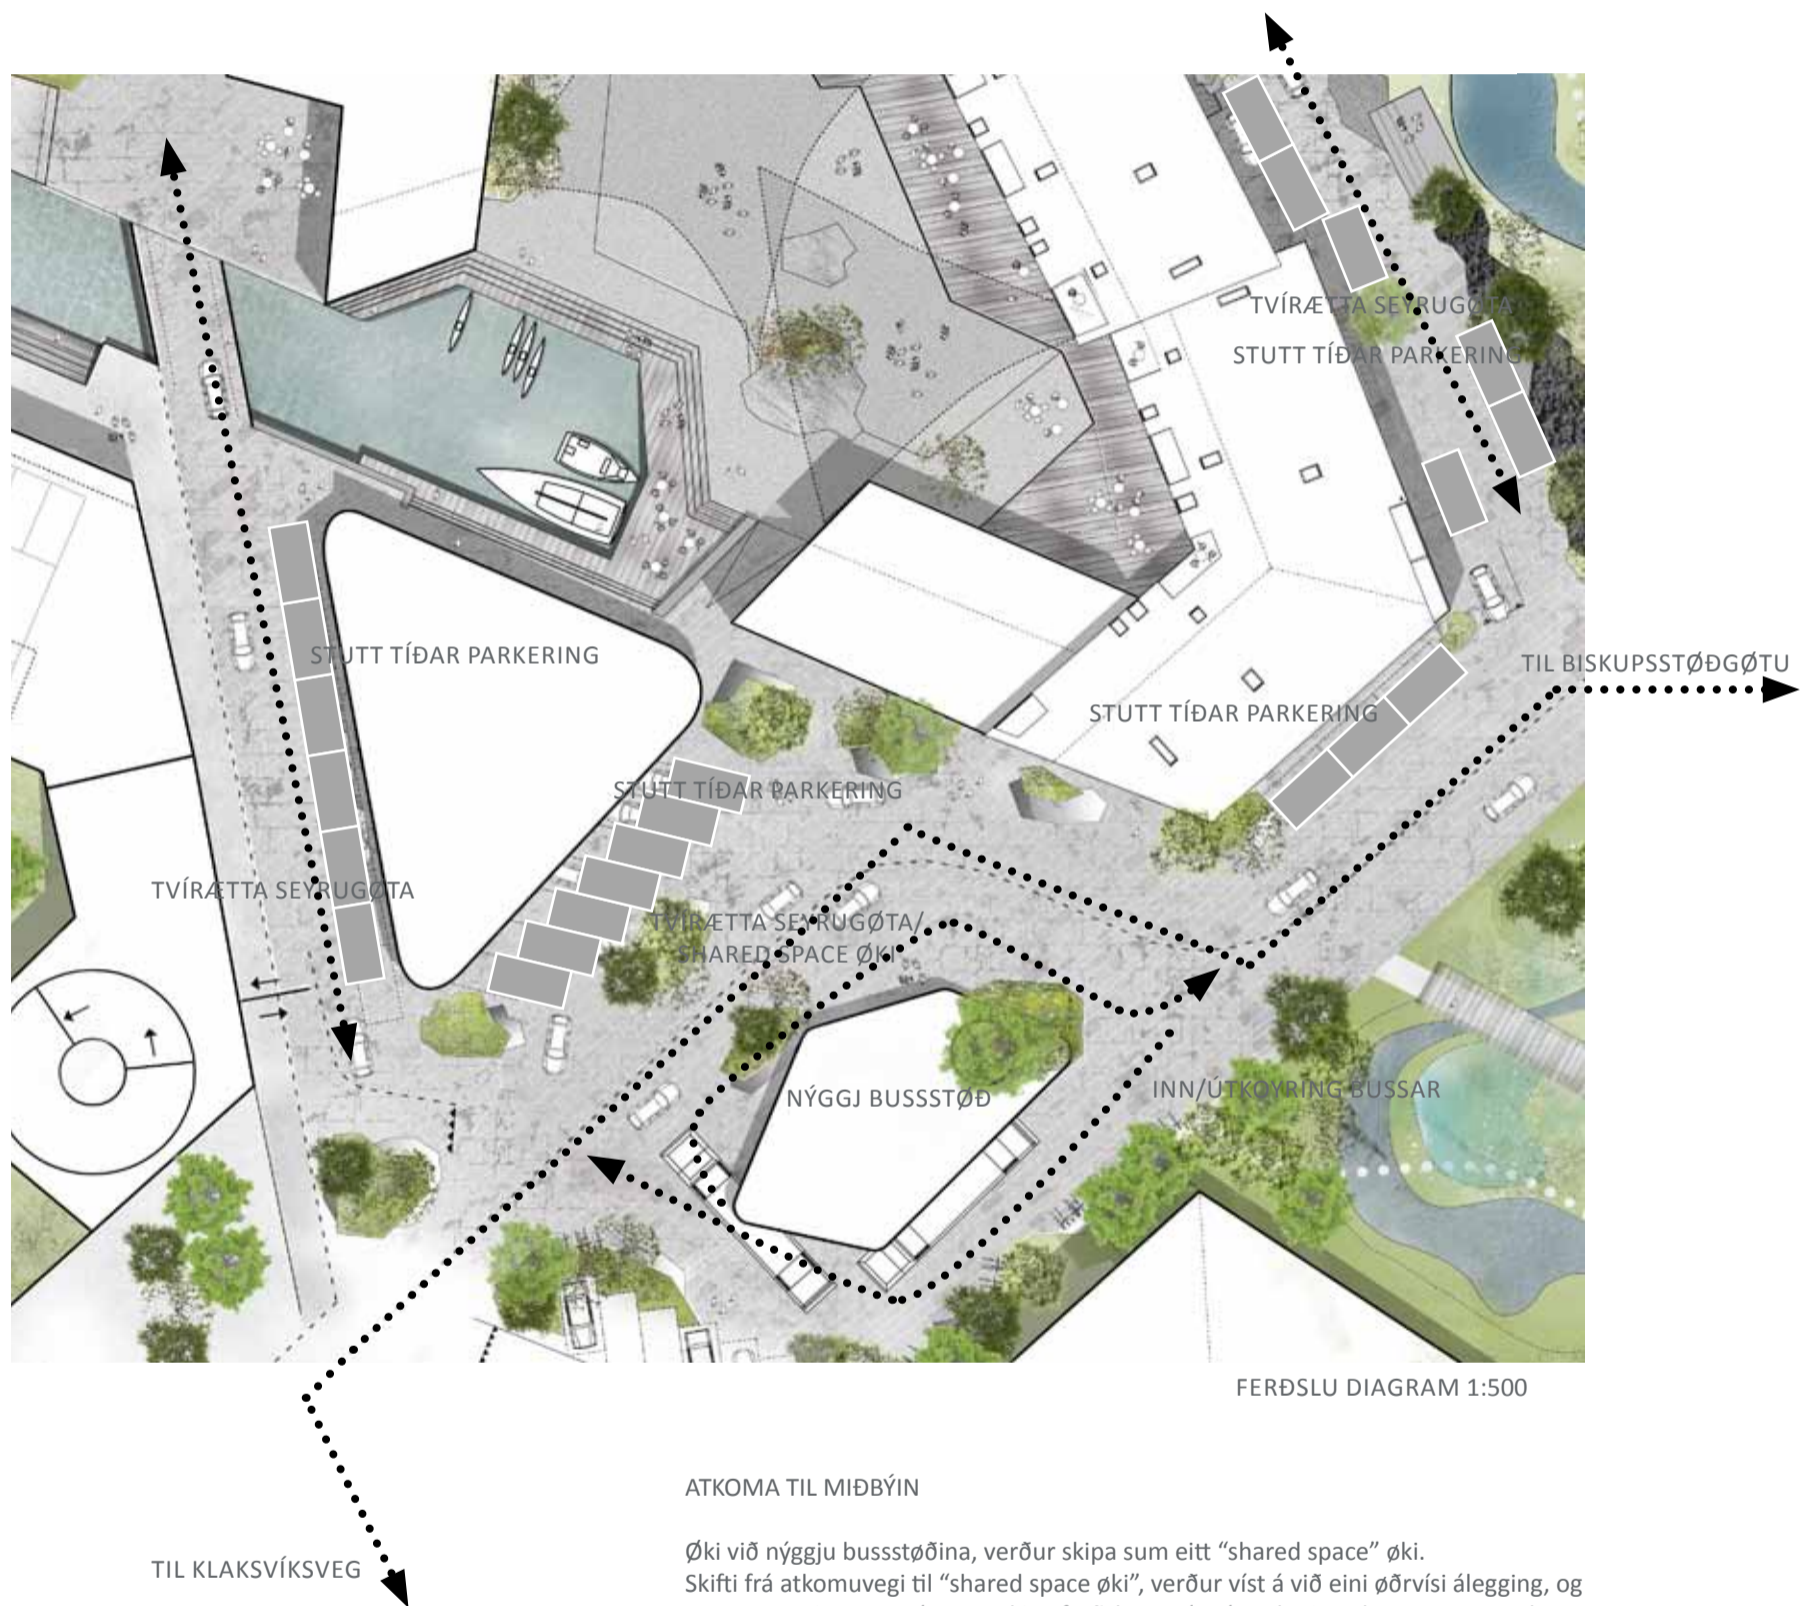 TVÍRÆTTA SEYRUGØTA
STUTT TÍÐAR PARKERING
STUTT TÍÐAR PARKERING
TIL BISKUPSSTØÐGØTU
STUTT TÍÐAR PARKERING
STUTT TÍÐAR PARKERING
TVÍRÆTTA SEYRUGØTA
TVÍRÆTTA SEYRUGØTA/
SHARED SPACE ØKI
NÝGGJ BUSSSTØÐ
INN/ÚTKOYRING BUSSAR
FERÐSLU DIAGRAM 1:500
ATKOMA TIL MIÐBÝIN
Øki við nýggju bussstøðina, verður skipa sum eitt “shared space” øki.
Skifti frá atkomuvegi til “shared space øki”, verður víst á við eini øðrvísi álegging, og
TIL KLAKSVÍKSVEG